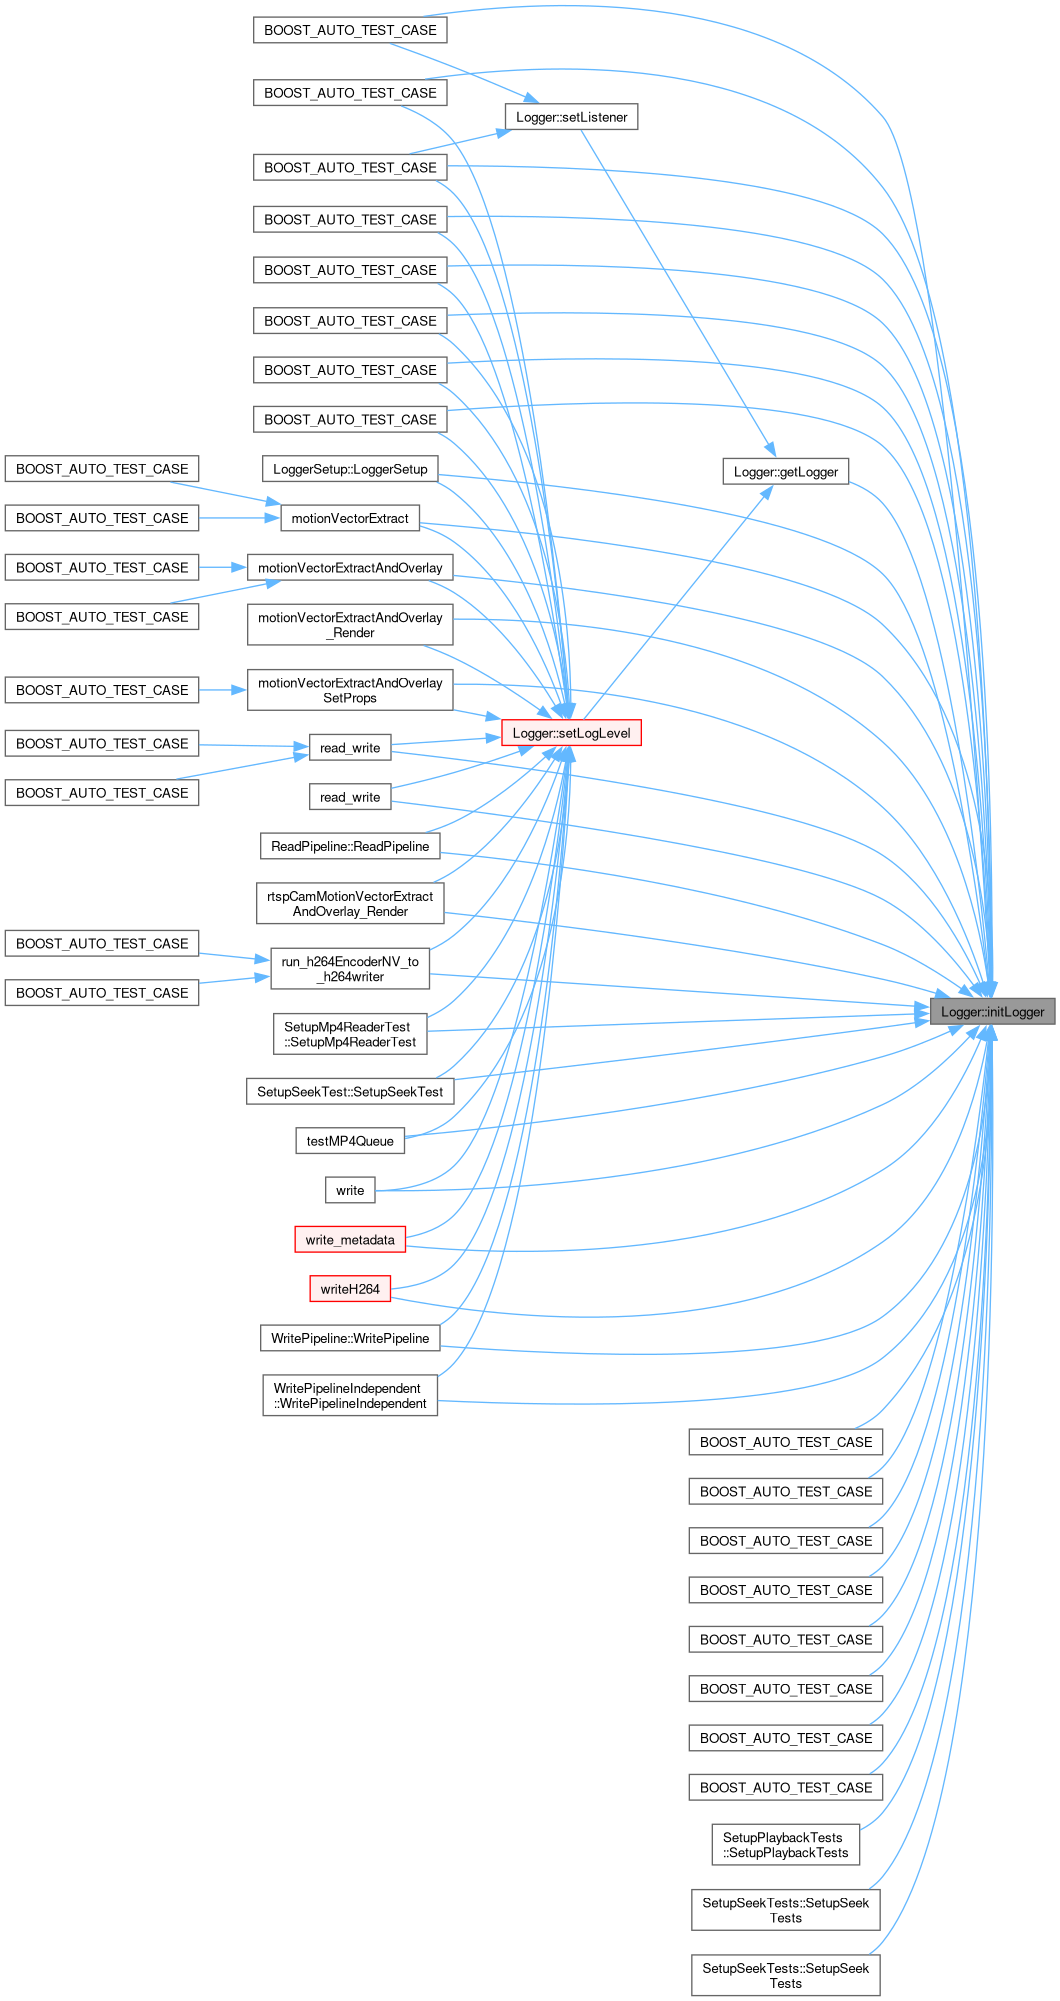 BOOST_AUTO_TEST_CASE
BOOST_AUTO_TEST_CASE
Logger::setListener
BOOST_AUTO_TEST_CASE
BOOST_AUTO_TEST_CASE
BOOST_AUTO_TEST_CASE
BOOST_AUTO_TEST_CASE
BOOST_AUTO_TEST_CASE
BOOST_AUTO_TEST_CASE
BOOST_AUTO_TEST_CASE
LoggerSetup::LoggerSetup
Logger::getLogger
BOOST_AUTO_TEST_CASE
motionVectorExtract
BOOST_AUTO_TEST_CASE
motionVectorExtractAndOverlay
BOOST_AUTO_TEST_CASE
motionVectorExtractAndOverlay
_Render
BOOST_AUTO_TEST_CASE
motionVectorExtractAndOverlay
SetProps
Logger::setLogLevel
BOOST_AUTO_TEST_CASE
read_write
BOOST_AUTO_TEST_CASE
read_write
ReadPipeline::ReadPipeline
rtspCamMotionVectorExtract
AndOverlay_Render
BOOST_AUTO_TEST_CASE
run_h264EncoderNV_to
_h264writer
BOOST_AUTO_TEST_CASE
Logger::initLogger
SetupMp4ReaderTest
::SetupMp4ReaderTest
SetupSeekTest::SetupSeekTest
testMP4Queue
write
write_metadata
writeH264
WritePipeline::WritePipeline
WritePipelineIndependent
::WritePipelineIndependent
BOOST_AUTO_TEST_CASE
BOOST_AUTO_TEST_CASE
BOOST_AUTO_TEST_CASE
BOOST_AUTO_TEST_CASE
BOOST_AUTO_TEST_CASE
BOOST_AUTO_TEST_CASE
BOOST_AUTO_TEST_CASE
BOOST_AUTO_TEST_CASE
SetupPlaybackTests
::SetupPlaybackTests
SetupSeekTests::SetupSeek
Tests
SetupSeekTests::SetupSeek
Tests